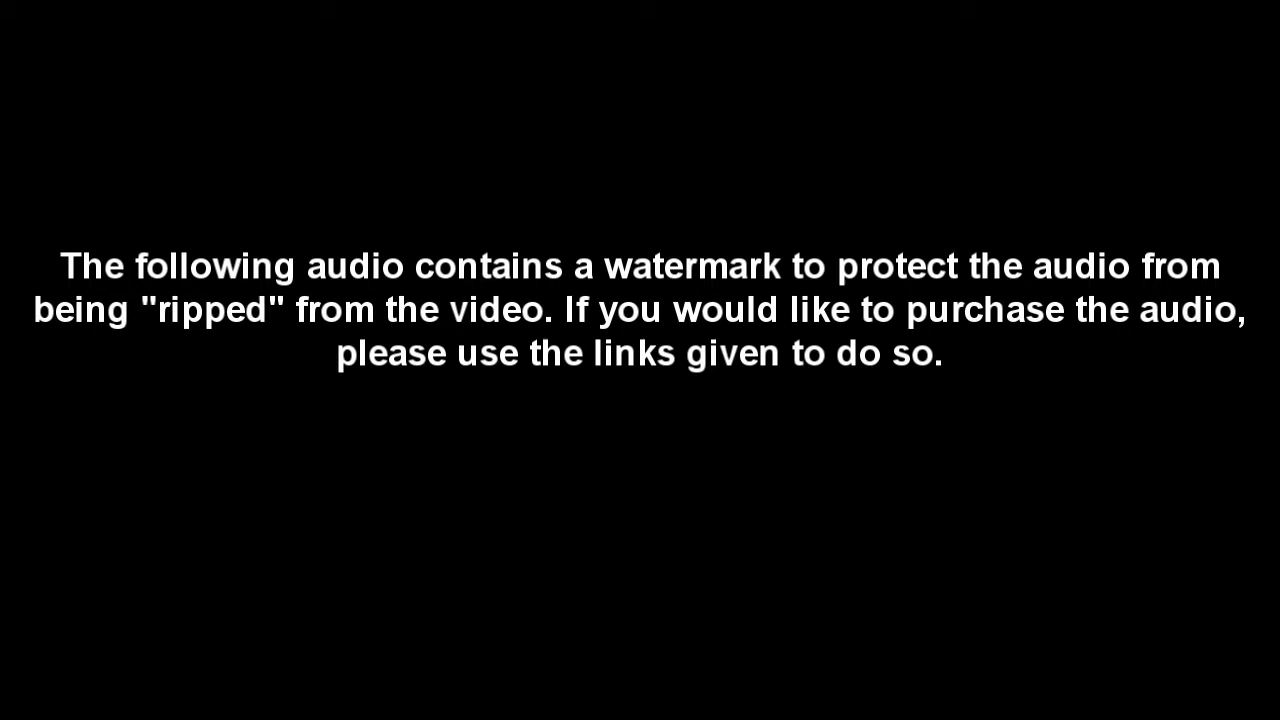 The following audio contains a watermark to protect the audio from
being "ripped" from the video. If you would like to purchase the audio,
please use the links given to do so.